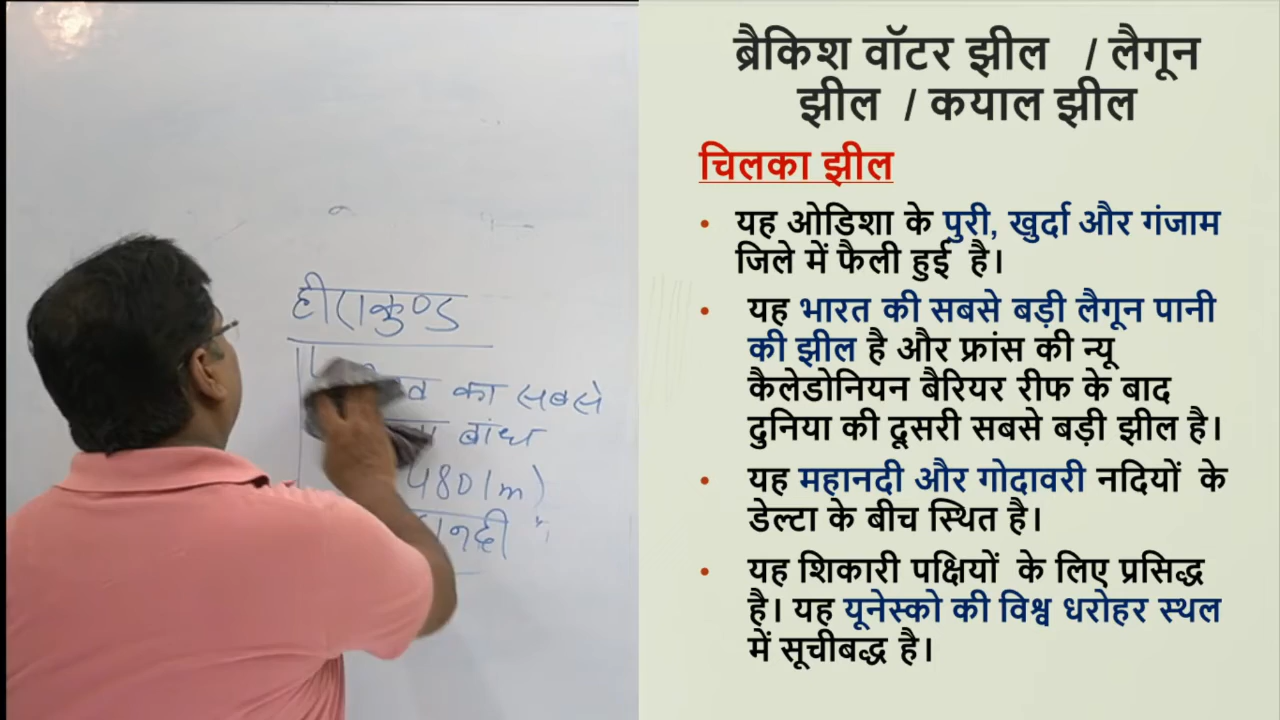 हीराकुण्ड
का सबसे
बांध
4801m)
ब्रैकिश वॉटर झील / लैगून
झील / कयाल झील
चिलका झील
• यह ओडिशा के पुरी, खुर्दा और गंजाम
जिले में फैली हुई है।
• यह भारत की सबसे बड़ी लैगून पानी
की झील है और फ्रांस की न्यू
कैलेडोनियन बैरियर रीफ के बाद
दुनिया की दूसरी सबसे बड़ी झील है।
• यह महानदी और गोदावरी नदियों के
डेल्टा के बीच स्थित है।
• यह शिकारी पक्षियों के लिए प्रसिद्ध
है। यह यूनेस्को की विश्व धरोहर स्थल
में सूचीबद्ध है।